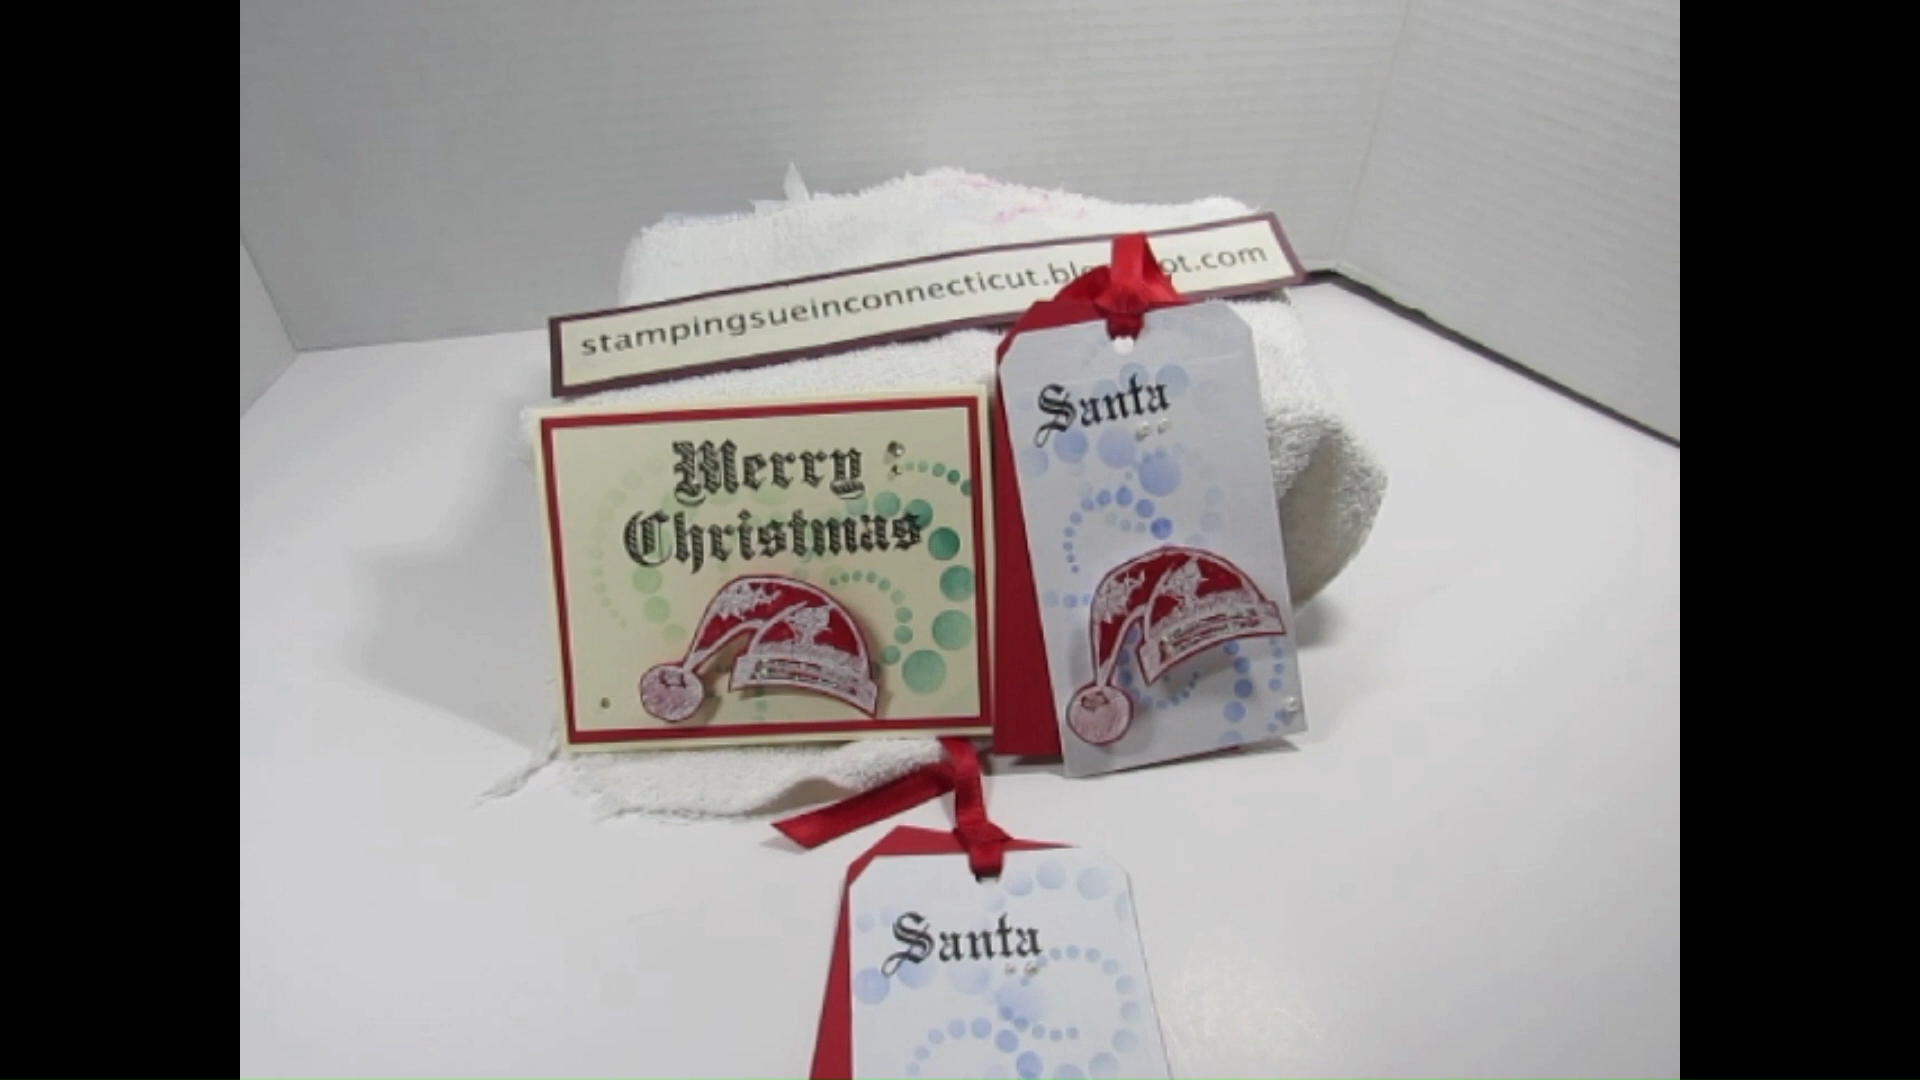 stampingsueinconnecticut.blogspot.com
Merry :
Christmas
Santa
Santa